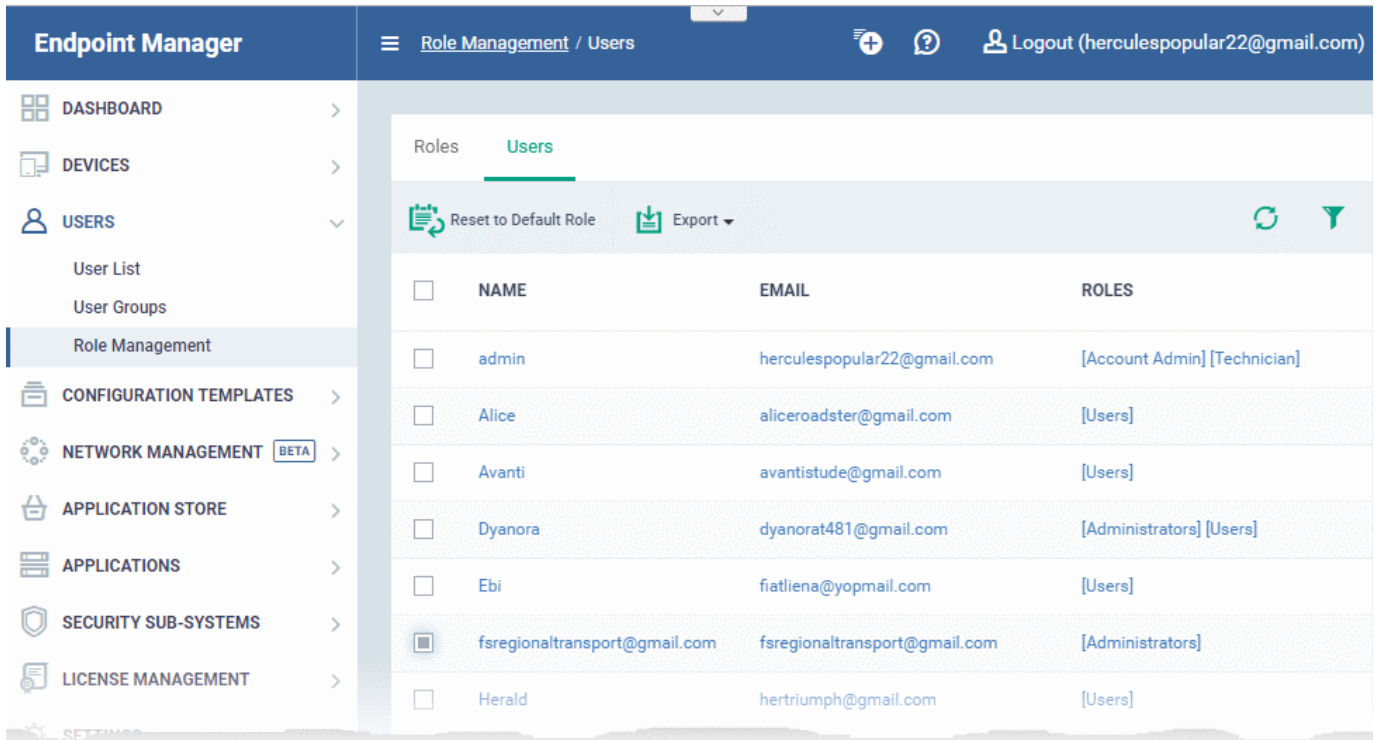 Endpoint Manager
Role Management / Users
Logout (herculespopular22@gmail.com)
DASHBOARD
DEVICES
USERS
User List
User Groups
Role Management
CONFIGURATION TEMPLATES
NETWORK MANAGEMENT BETA
APPLICATION STORE
APPLICATIONS
SECURITY SUB-SYSTEMS
LICENSE MANAGEMENT
SETTINGS
Roles Users
Reset to Default Role Export
NAME EMAIL ROLES
admin herculespopular22@gmail.com [Account Admin] [Technician]
Alice aliceroadster@gmail.com [Users]
Avanti avantistude@gmail.com [Users]
Dyanora dyanorat481@gmail.com [Administrators] [Users]
Ebi fiatliena@yopmail.com [Users]
fsregionaltransport@gmail.com fsregionaltransport@gmail.com [Administrators]
Herald hertriumph@gmail.com [Users]